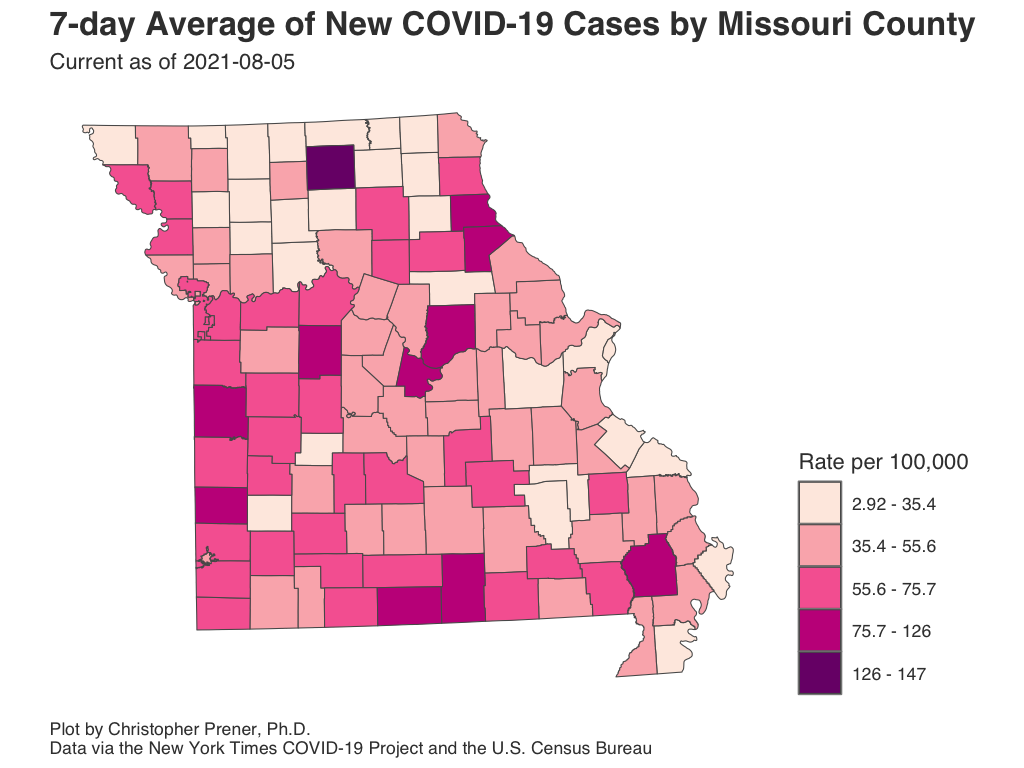 7-day Average of New COVID-19 Cases by Missouri County
Current as of 2021-08-05
Rate per 100,000
2.92 - 35.4
35.4 - 55.6
55.6 - 75.7
75.7 - 126
126 - 147
Plot by Christopher Prener, Ph.D.
Data via the New York Times COVID-19 Project and the U.S. Census Bureau